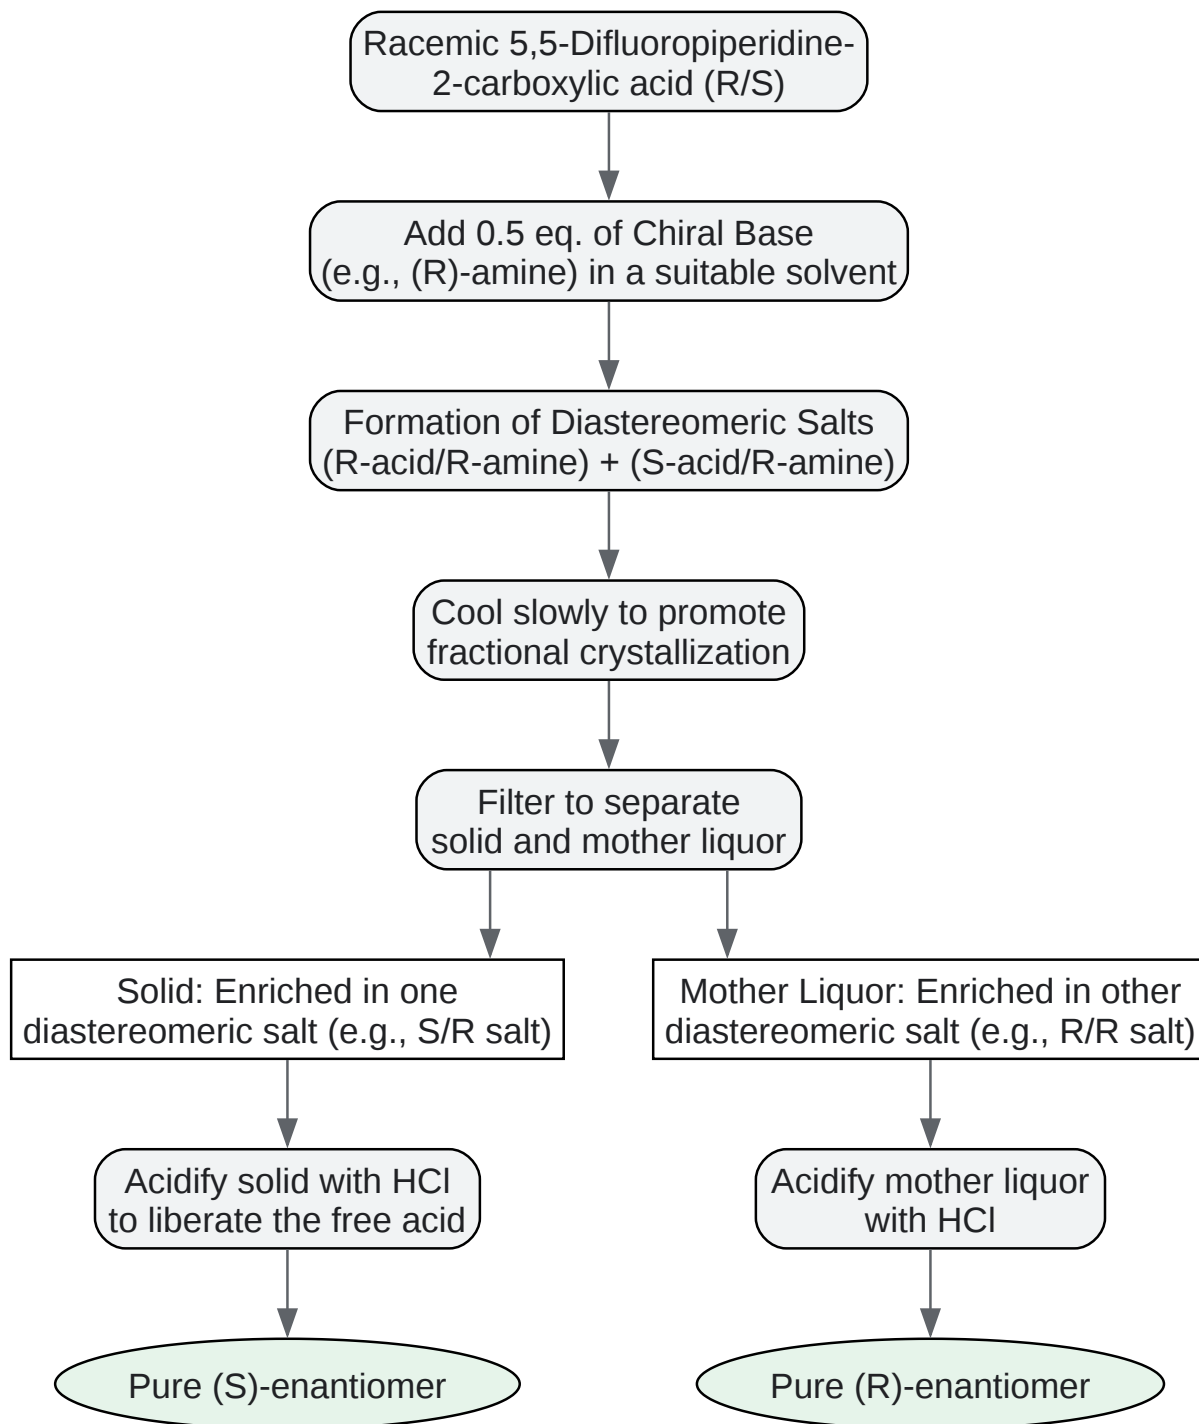 Racemic 5,5-Difluoropiperidine-
2-carboxylic acid (R/S)
Add 0.5 eq. of Chiral Base
(e.g., (R)-amine) in a suitable solvent
Formation of Diastereomeric Salts
(R-acid/R-amine) + (S-acid/R-amine)
Cool slowly to promote
fractional crystallization
Filter to separate
solid and mother liquor
Solid: Enriched in one
diastereomeric salt (e.g., S/R salt)
Mother Liquor: Enriched in other
diastereomeric salt (e.g., R/R salt)
Acidify solid with HCl
to liberate the free acid
Acidify mother liquor
with HCl
Pure (S)-enantiomer
Pure (R)-enantiomer